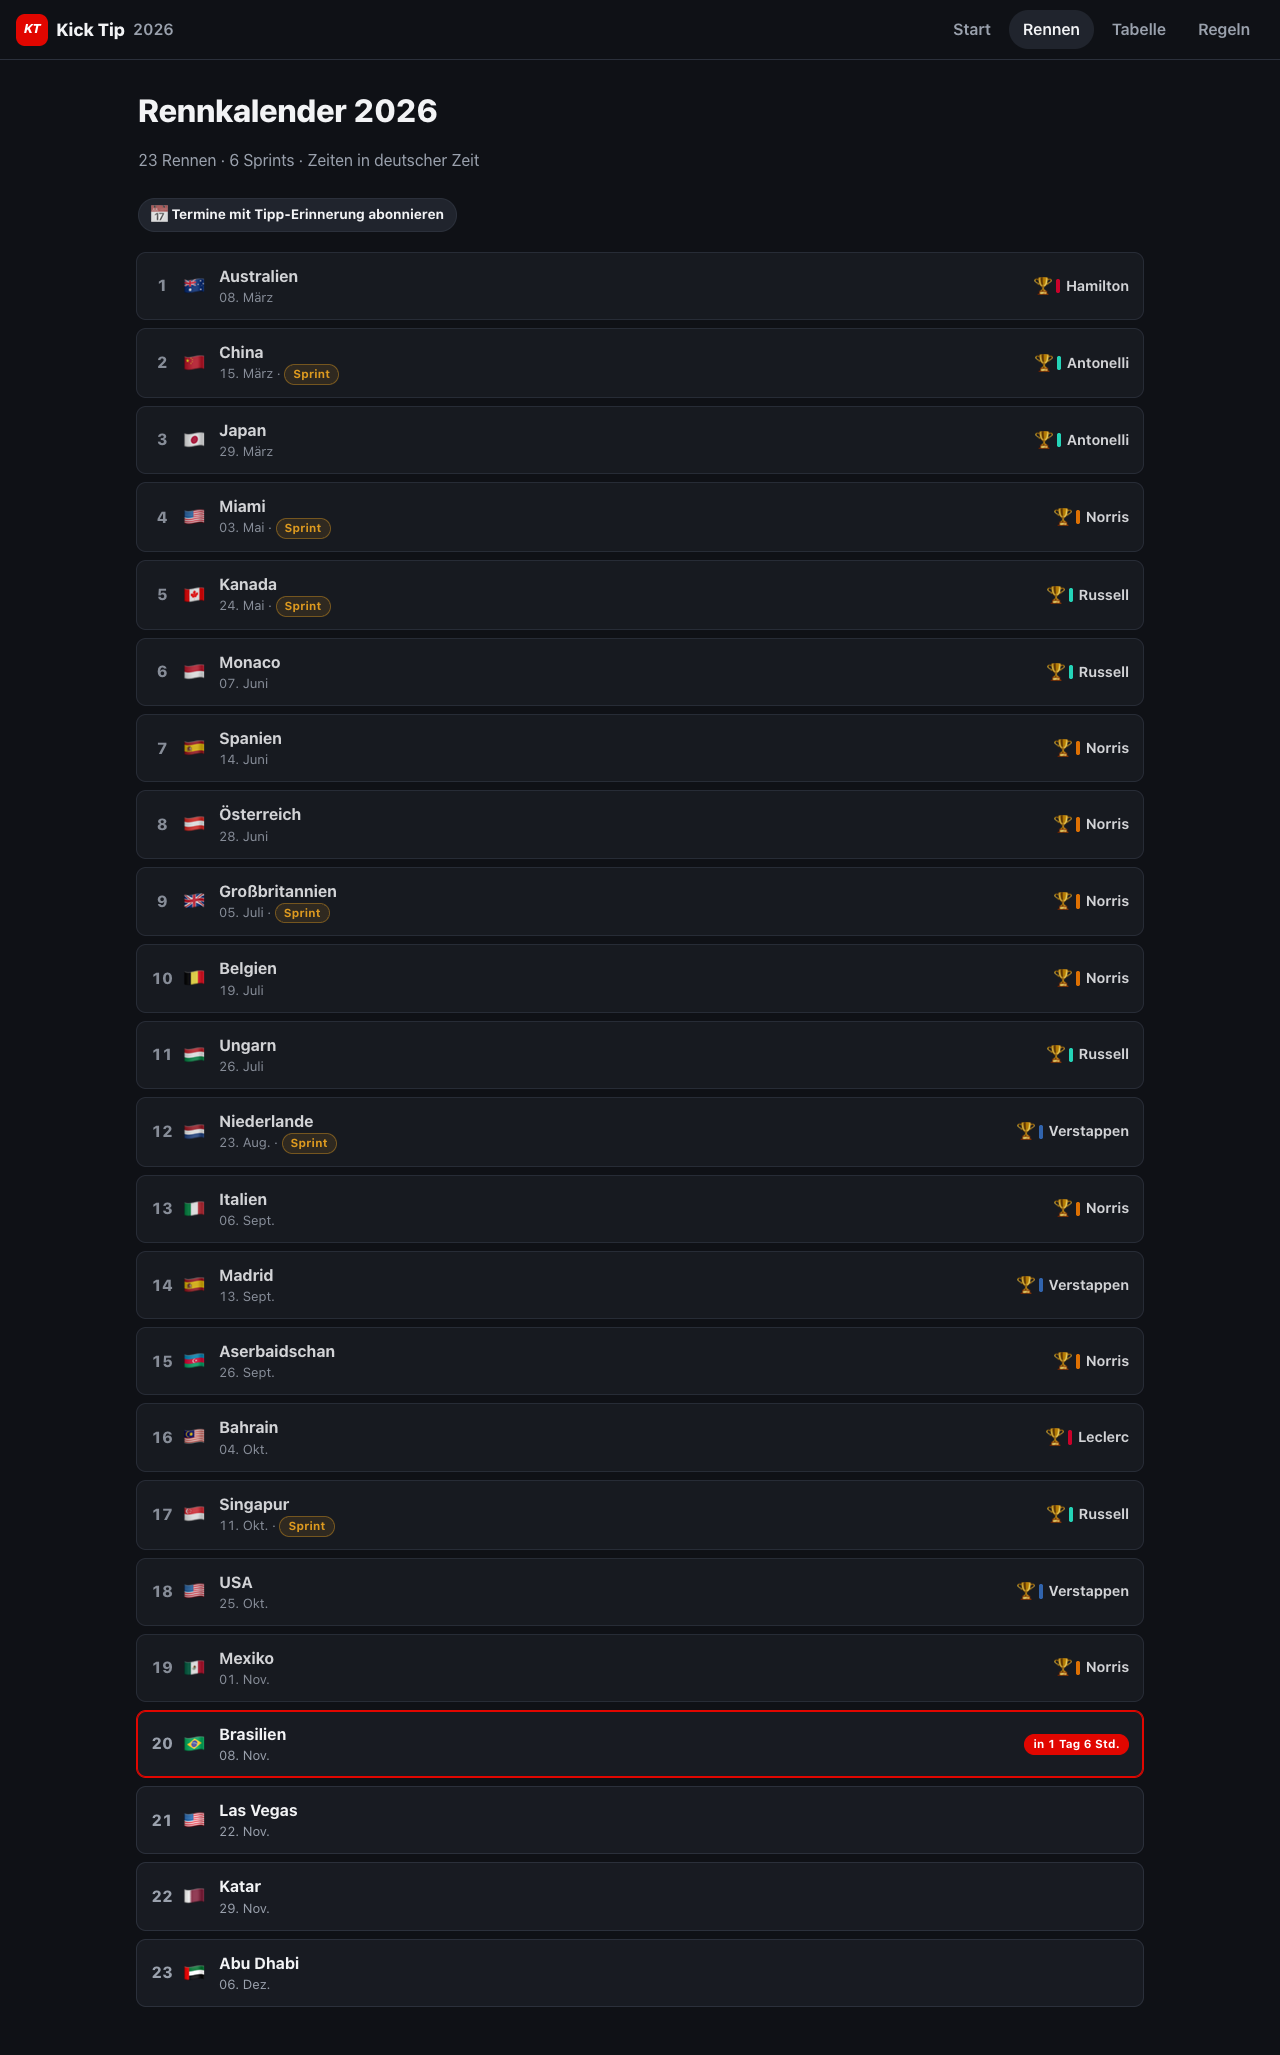 KT Kick Tip 2026 Start Rennen Tabelle Regeln
Rennkalender 2026
23 Rennen · 6 Sprints · Zeiten in deutscher Zeit
Termine mit Tipp-Erinnerung abonnieren
1 Australien
08. März
Hamilton
2 China
15. März · Sprint
Antonelli
3 Japan
29. März
Antonelli
4 Miami
03. Mai · Sprint
Norris
5 Kanada
24. Mai · Sprint
Russell
6 Monaco
07. Juni
Russell
7 Spanien
14. Juni
Norris
8 Österreich
28. Juni
Norris
9 Großbritannien
05. Juli · Sprint
Norris
10 Belgien
19. Juli
Norris
11 Ungarn
26. Juli
Russell
12 Niederlande
23. Aug. · Sprint
Verstappen
13 Italien
06. Sept.
Norris
14 Madrid
13. Sept.
Verstappen
15 Aserbaidschan
26. Sept.
Norris
16 Bahrain
04. Okt.
Leclerc
17 Singapur
11. Okt. · Sprint
Russell
18 USA
25. Okt.
Verstappen
19 Mexiko
01. Nov.
Norris
20 Brasilien
08. Nov.
in 1 Tag 6 Std.
21 Las Vegas
22. Nov.
22 Katar
29. Nov.
23 Abu Dhabi
06. Dez.